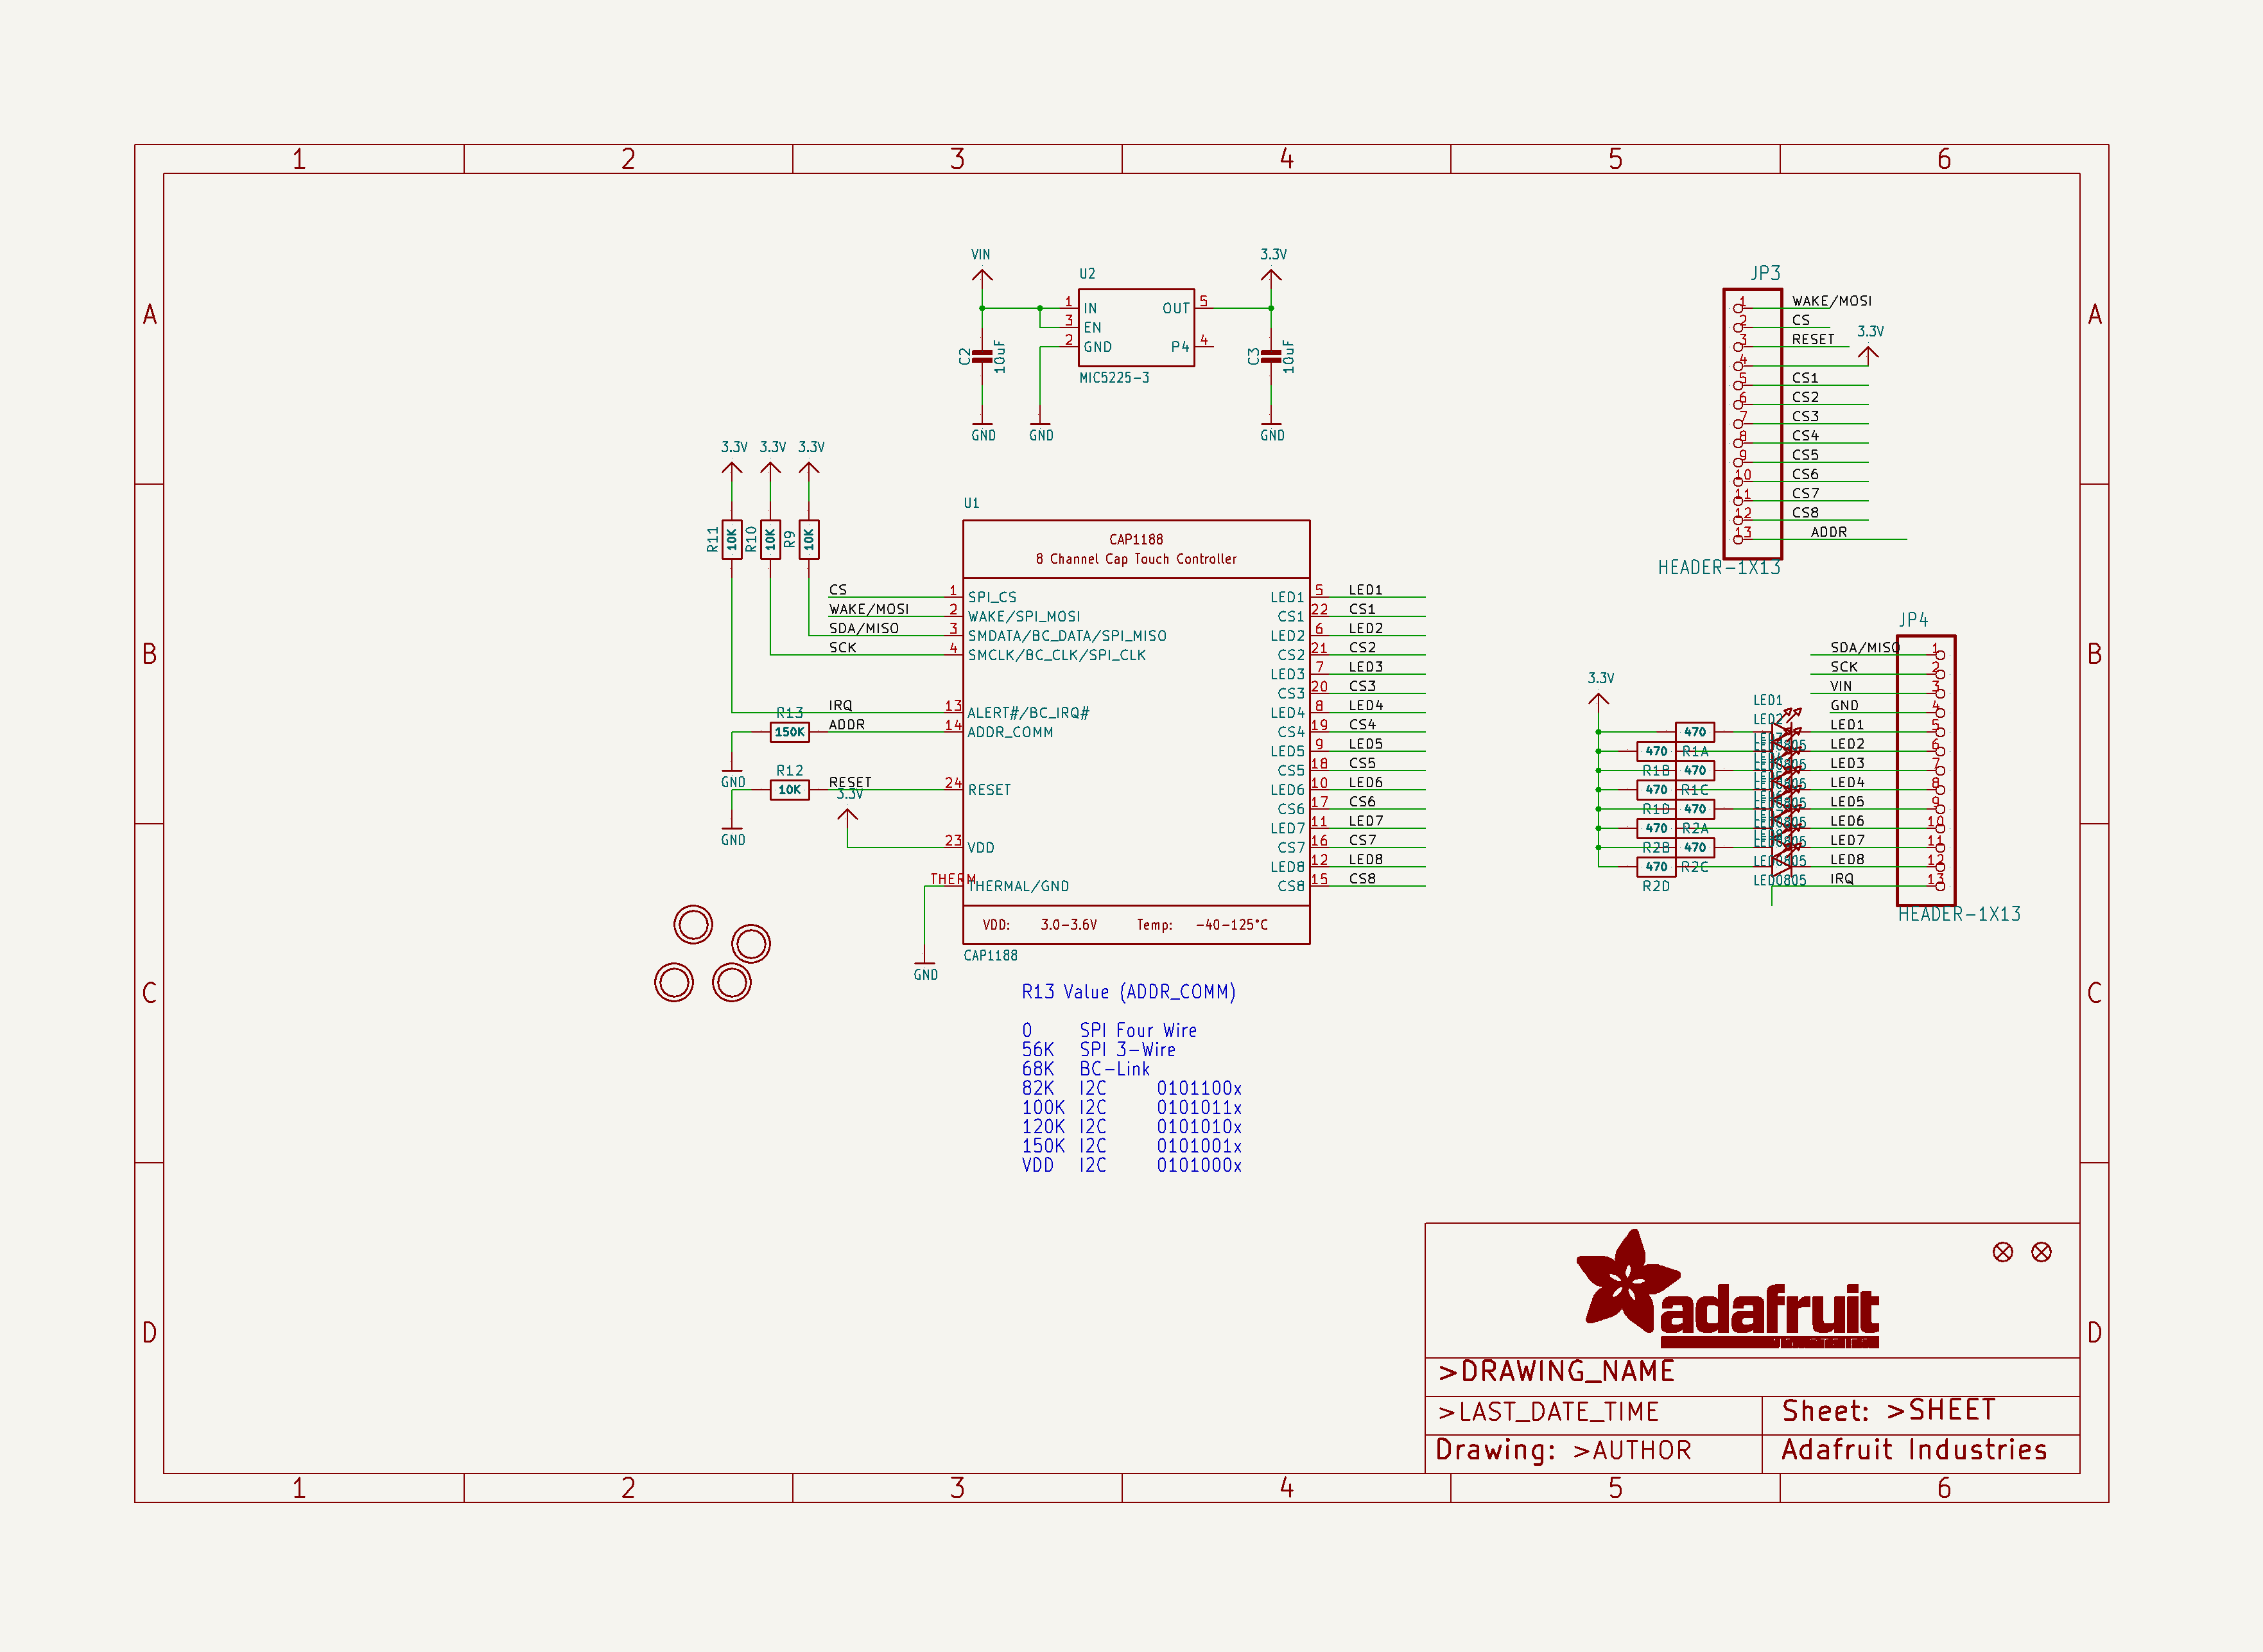 1 2 3 4 5 6
A A
B B
C C
D D
VIN
3.3V
U2
1 IN
3 EN
2 GND
OUT 5
P4 4
MIC5225-3
C2 10uF
C3 10uF
GND GND GND
JP3
1 WAKE/MOSI
2 CS
3 RESET
3.3V
4
5 CS1
6 CS2
7 CS3
8 CS4
9 CS5
10 CS6
11 CS7
12 CS8
13 ADDR
HEADER-1X13
3.3V 3.3V 3.3V
R11 10K
R10 10K
R9 10K
U1
CAP1188
8 Channel Cap Touch Controller
CS 1 SPI_CS
WAKE/MOSI 2 WAKE/SPI_MOSI
SDA/MISO 3 SMDATA/BC_DATA/SPI_MISO
SCK 4 SMCLK/BC_CLK/SPI_CLK
IRQ 13 ALERT#/BC_IRQ#
R13
150K ADDR 14 ADDR_COMM
GND
R12
10K RESET 24 RESET
3.3V
GND
23 VDD
THERM THERMAL/GND
GND
LED1 5 LED1
CS1 22 CS1
LED2 6 LED2
CS2 21 CS2
LED3 7 LED3
CS3 20 CS3
LED4 8 LED4
CS4 19 CS4
LED5 9 LED5
CS5 18 CS5
LED6 10 LED6
CS6 17 CS6
LED7 11 LED7
CS7 16 CS7
LED8 12 LED8
CS8 15 CS8
VDD: 3.0-3.6V Temp: -40-125°C
CAP1188
JP4
SDA/MISO 1
SCK 2
VIN 3
GND 4
LED1 5
LED2 6
LED3 7
LED4 8
LED5 9
LED6 10
LED7 11
LED8 12
IRQ 13
HEADER-1X13
3.3V
LED1
LED2
470
470 R1A
R1B 470
470 R1C
R1D 470
470 R2A
R2B 470
470 R2C
R2D
LED0805
R13 Value (ADDR_COMM)
0 SPI Four Wire
56K SPI 3-Wire
68K BC-Link
82K I2C 0101100x
100K I2C 0101011x
120K I2C 0101010x
150K I2C 0101001x
VDD I2C 0101000x
adafruit
>DRAWING_NAME
>LAST_DATE_TIME
Sheet: >SHEET
Drawing: >AUTHOR
Adafruit Industries
1 2 3 4 5 6